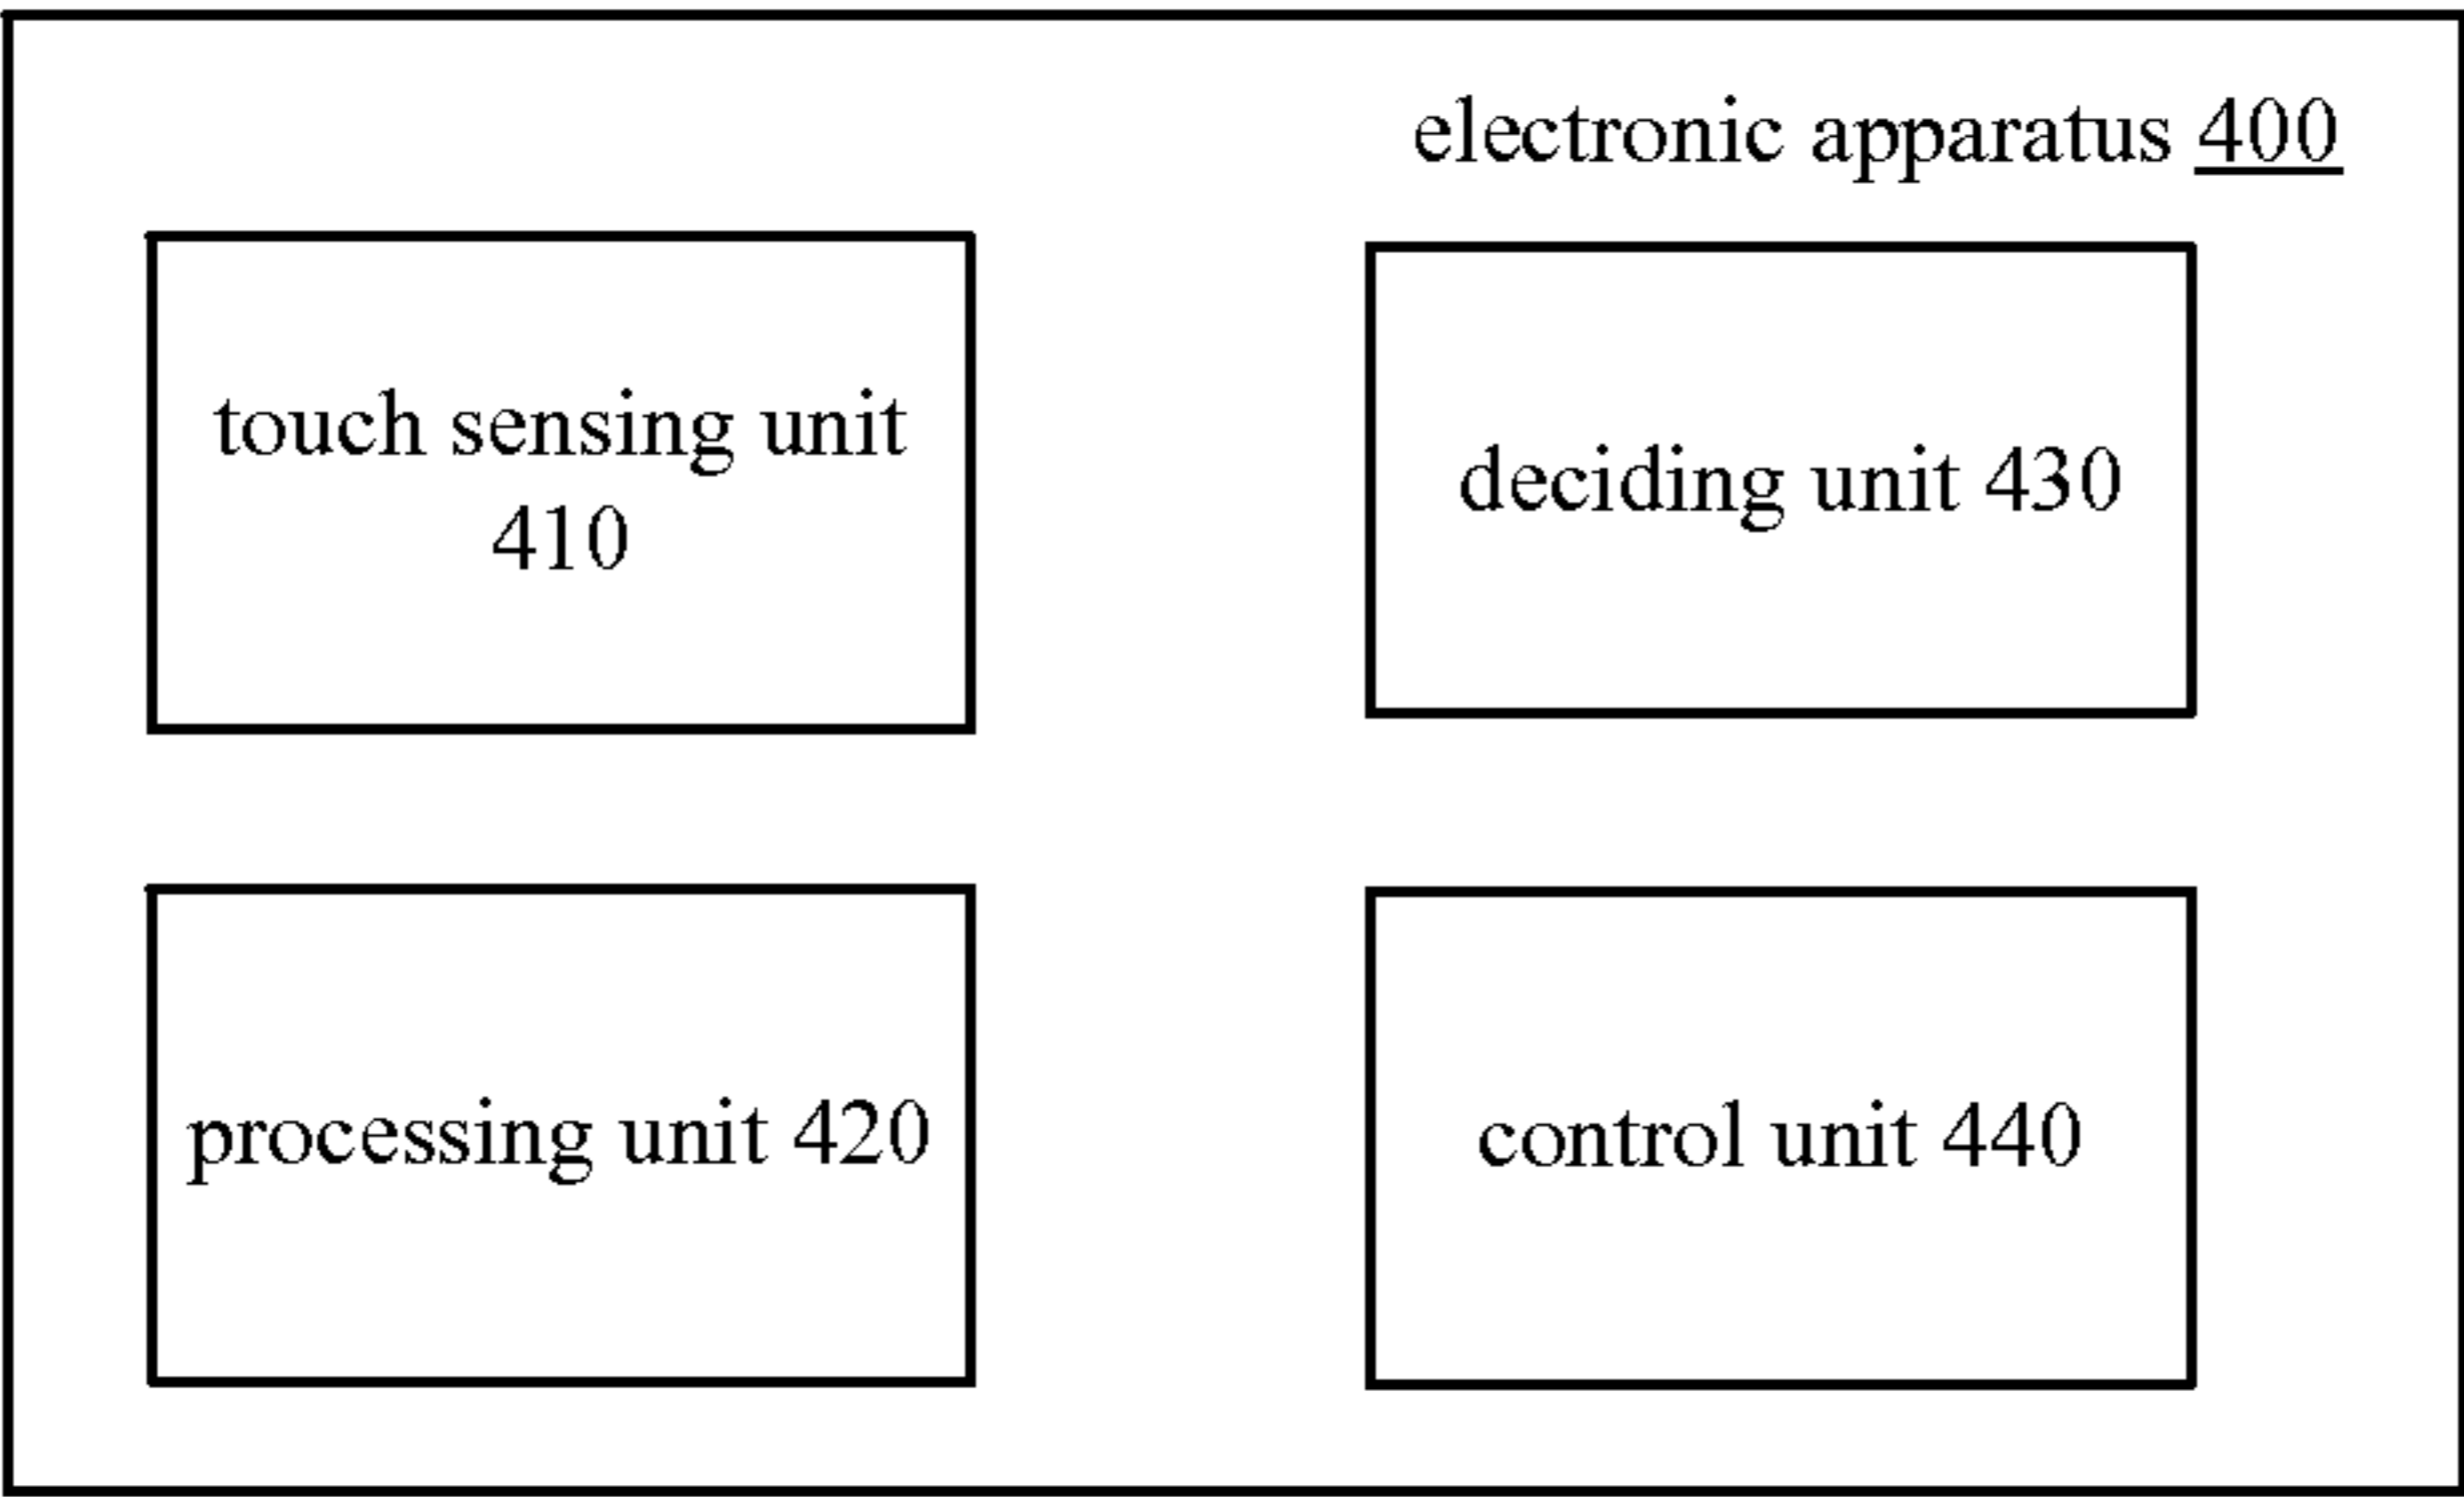 electronic apparatus 400
touch sensing unit
410
deciding unit 430
processing unit 420
control unit 440